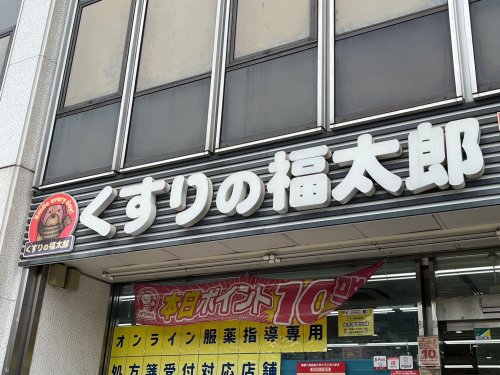 くすりの福太郎
くすりの福太郎
本日ポイント10倍
オンライン服薬指導専用
処方薬受付対応店舗